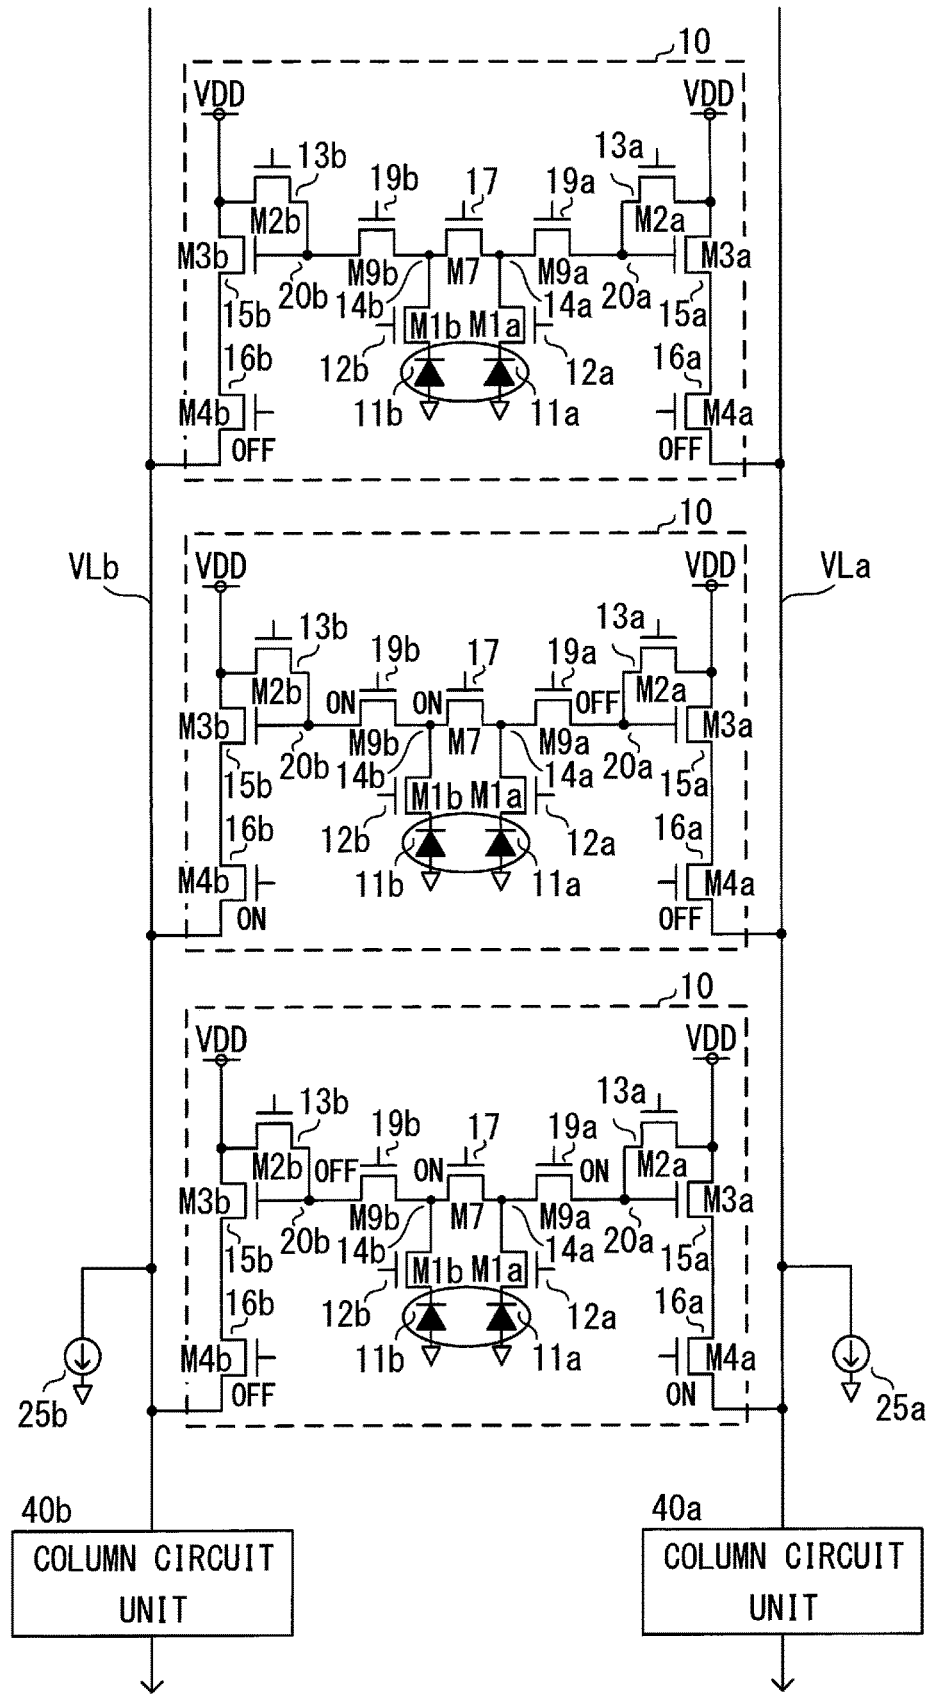 10
VDD VDD
13b 13a
19b 17 19a
M2b M2a
M3b M3a
20b M9b M7 M9a 20a
15b 14b 14a 15a
M1b M1a
16b 12b 12a 16a
M4b 11b 11a M4a
OFF OFF
10
VLb VLa
VDD VDD
13b 13a
19b 17 19a
M2b ON ON OFF M2a
M3b M3a
20b M9b M7 M9a 20a
15b 14b 14a 15a
M1b M1a
16b 12b 12a 16a
M4b 11b 11a M4a
ON OFF
10
VDD VDD
13b 13a
19b 17 19a
M2b OFF ON ON M2a
M3b M3a
20b M9b M7 M9a 20a
15b 14b 14a 15a
M1b M1a
16b 12b 12a 16a
M4b 11b 11a M4a
OFF ON
25b 25a
40b 40a
COLUMN CIRCUIT
UNIT
COLUMN CIRCUIT
UNIT